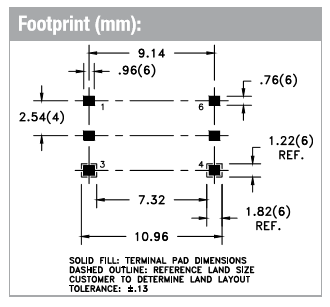 Footprint (mm):
9.14
.96(6)
.76(6)
1
6
2.54(4)
1.22(6)
REF.
3
4
7.32
1.82(6)
REF.
10.96
SOLID FILL: TERMINAL PAD DIMENSIONS
DASHED OUTLINE: REFERENCE LAND SIZE
CUSTOMER TO DETERMINE LAND LAYOUT
TOLERANCE: ±.13